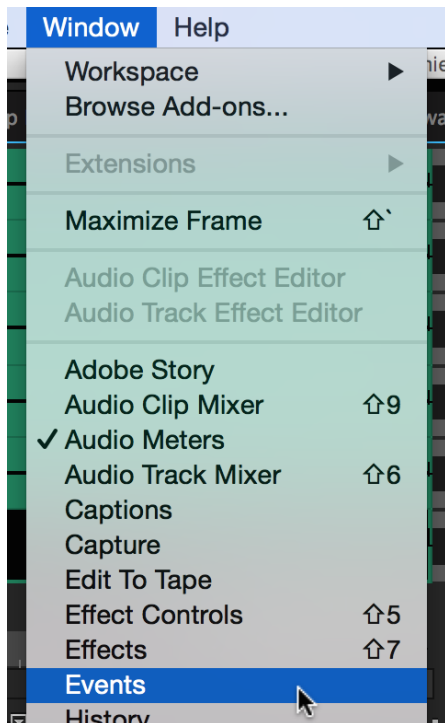 Window Help
Workspace ▶
Browse Add-ons...
Extensions ▶
Maximize Frame ⇧`
Audio Clip Effect Editor
Audio Track Effect Editor
Adobe Story
Audio Clip Mixer ⇧9
✓ Audio Meters
Audio Track Mixer ⇧6
Captions
Capture
Edit To Tape
Effect Controls ⇧5
Effects ⇧7
Events
History